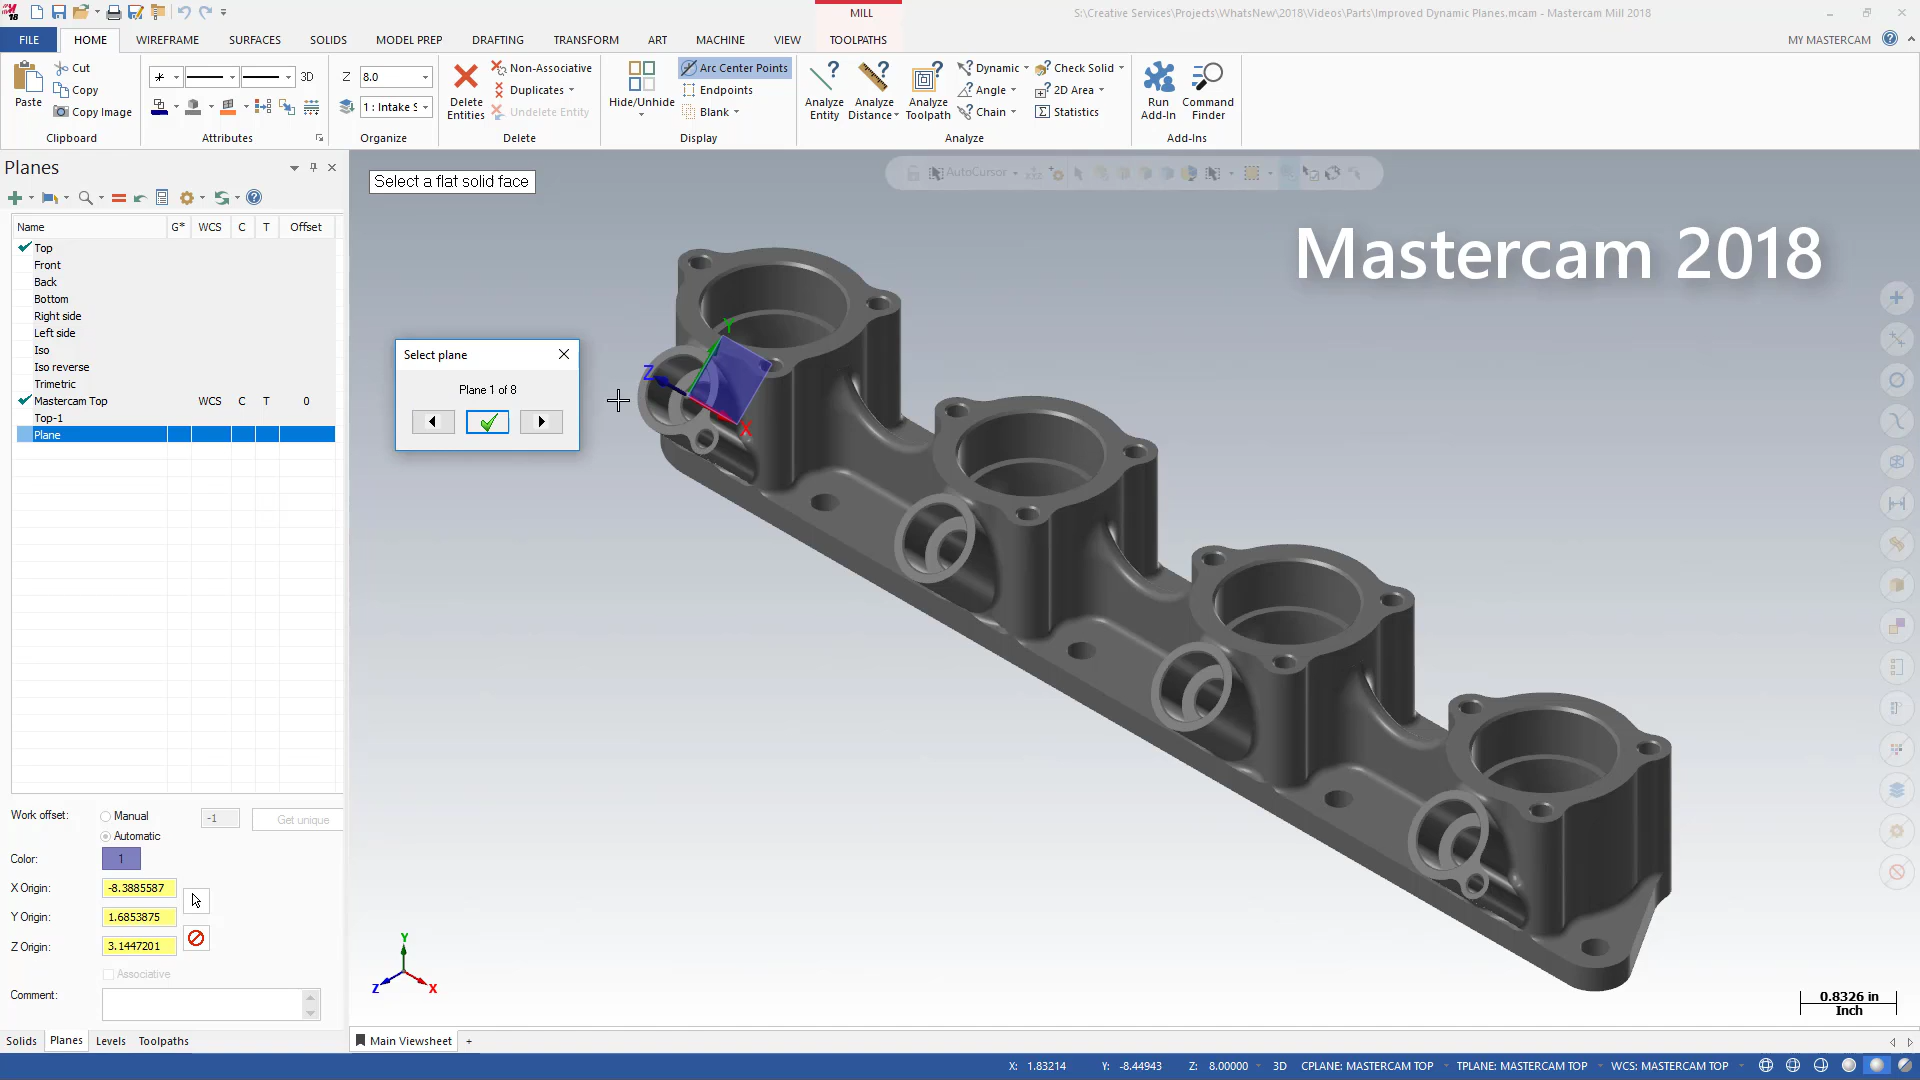 MILL
S:\Creative Services\Projects\WhatsNew\2018\Videos\Parts\Improved Dynamic Planes.mcam - Mastercam Mill 2018
FILE HOME WIREFRAME SURFACES SOLIDS MODEL PREP DRAFTING TRANSFORM ART MACHINE VIEW TOOLPATHS MY MASTERCAM
Cut
Copy
Copy Image
Paste
Clipboard
3D
Attributes
Z 8.0
1 : Intake S
Organize
Delete
Entities
Non-Associative
Duplicates
Undelete Entity
Delete
Hide/Unhide
Arc Center Points
Endpoints
Blank
Display
Analyze
Entity
Analyze
Distance
Analyze
Toolpath
Dynamic
Angle
Chain
Check Solid
2D Area
Statistics
Analyze
Run
Add-In
Command
Finder
Add-Ins
Planes
Name G* WCS C T Offset
Top
Front
Back
Bottom
Right side
Left side
Iso
Iso reverse
Trimetric
Mastercam Top WCS C T 0
Top-1
Plane
Work offset: Manual -1 Get unique
Automatic
Color: 1
X Origin: -8.3885587
Y Origin: 1.6853875
Z Origin: 3.1447201
Associative
Comment:
Solids Planes Levels Toolpaths
Select a flat solid face
AutoCursor
Mastercam 2018
Select plane
Plane 1 of 8
Y
Z
X
Y
Z X
0.8326 in
Inch
Main Viewsheet +
X: 1.83214 Y: -8.44943 Z: 8.00000 3D CPLANE: MASTERCAM TOP TPLANE: MASTERCAM TOP WCS: MASTERCAM TOP